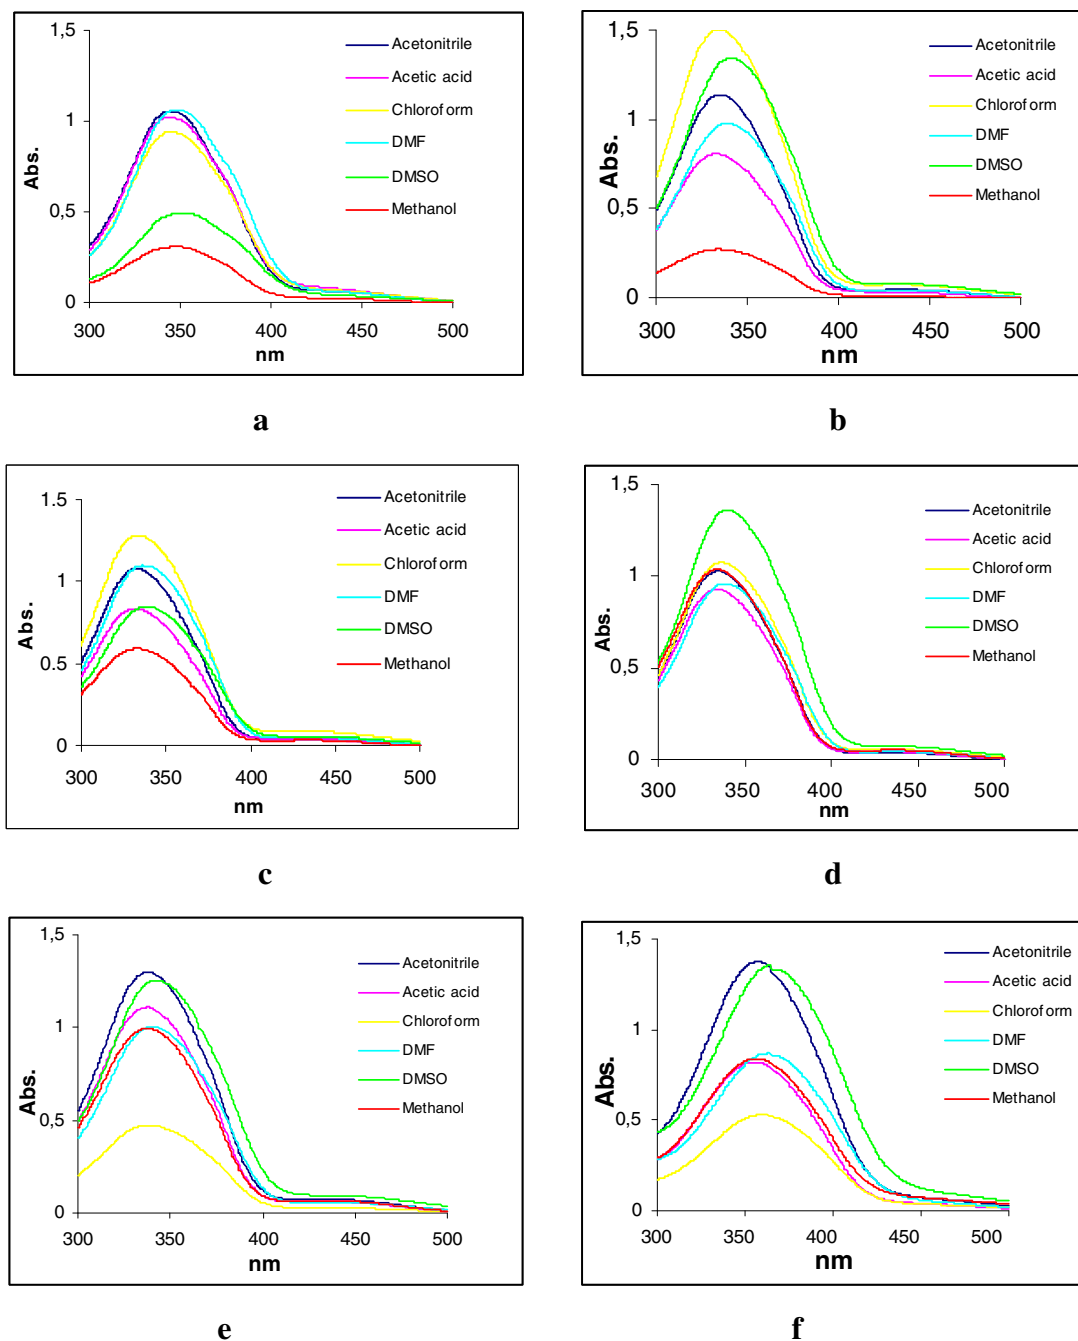 1,5
1
0,5
0
Abs.
300 350 400 450 500
nm
Acetonitrile
Acetic acid
Chloroform
DMF
DMSO
Methanol
a
1,5
1
0,5
0
Abs.
300 350 400 450 500
nm
Acetonitrile
Acetic acid
Chloroform
DMF
DMSO
Methanol
b
1.5
1
0.5
0
Abs.
300 350 400 450 500
nm
Acetonitrile
Acetic acid
Chloroform
DMF
DMSO
Methanol
c
1,5
1
0,5
0
Abs.
300 350 400 450 500
nm
Acetonitrile
Acetic acid
Chloroform
DMF
DMSO
Methanol
d
1,5
1
0,5
0
Abs.
300 350 400 450 500
nm
Acetonitrile
Acetic acid
Chloroform
DMF
DMSO
Methanol
e
1,5
1
0,5
0
Abs.
300 350 400 450 500
nm
Acetonitrile
Acetic acid
Chloroform
DMF
DMSO
Methanol
f